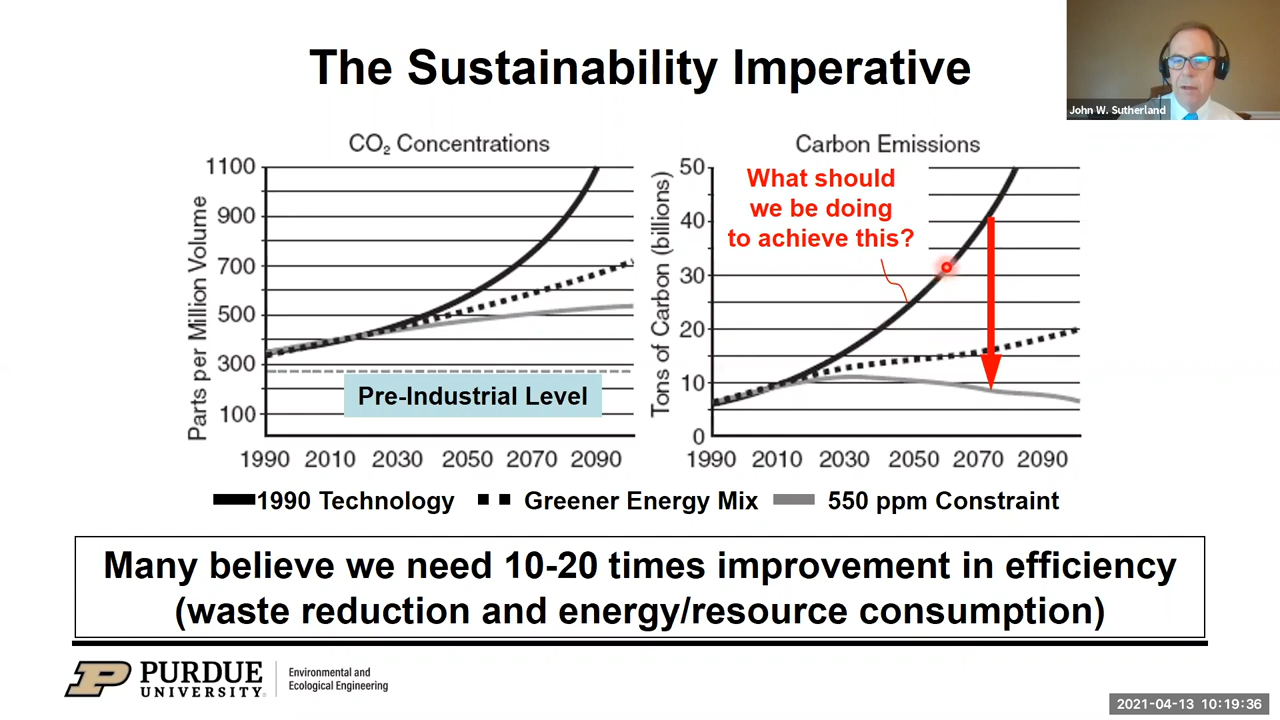 The Sustainability Imperative
John W. Sutherland
CO₂ Concentrations
Parts per Million Volume
1100
900
700
500
300
100
Pre-Industrial Level
1990 2010 2030 2050 2070 2090
Carbon Emissions
Tons of Carbon (billions)
50
40
30
20
10
0
What should
we be doing
to achieve this?
1990 2010 2030 2050 2070 2090
1990 Technology Greener Energy Mix 550 ppm Constraint
Many believe we need 10-20 times improvement in efficiency
(waste reduction and energy/resource consumption)
P PURDUE
UNIVERSITY®
Environmental and
Ecological Engineering
2021-04-13 10:19:36